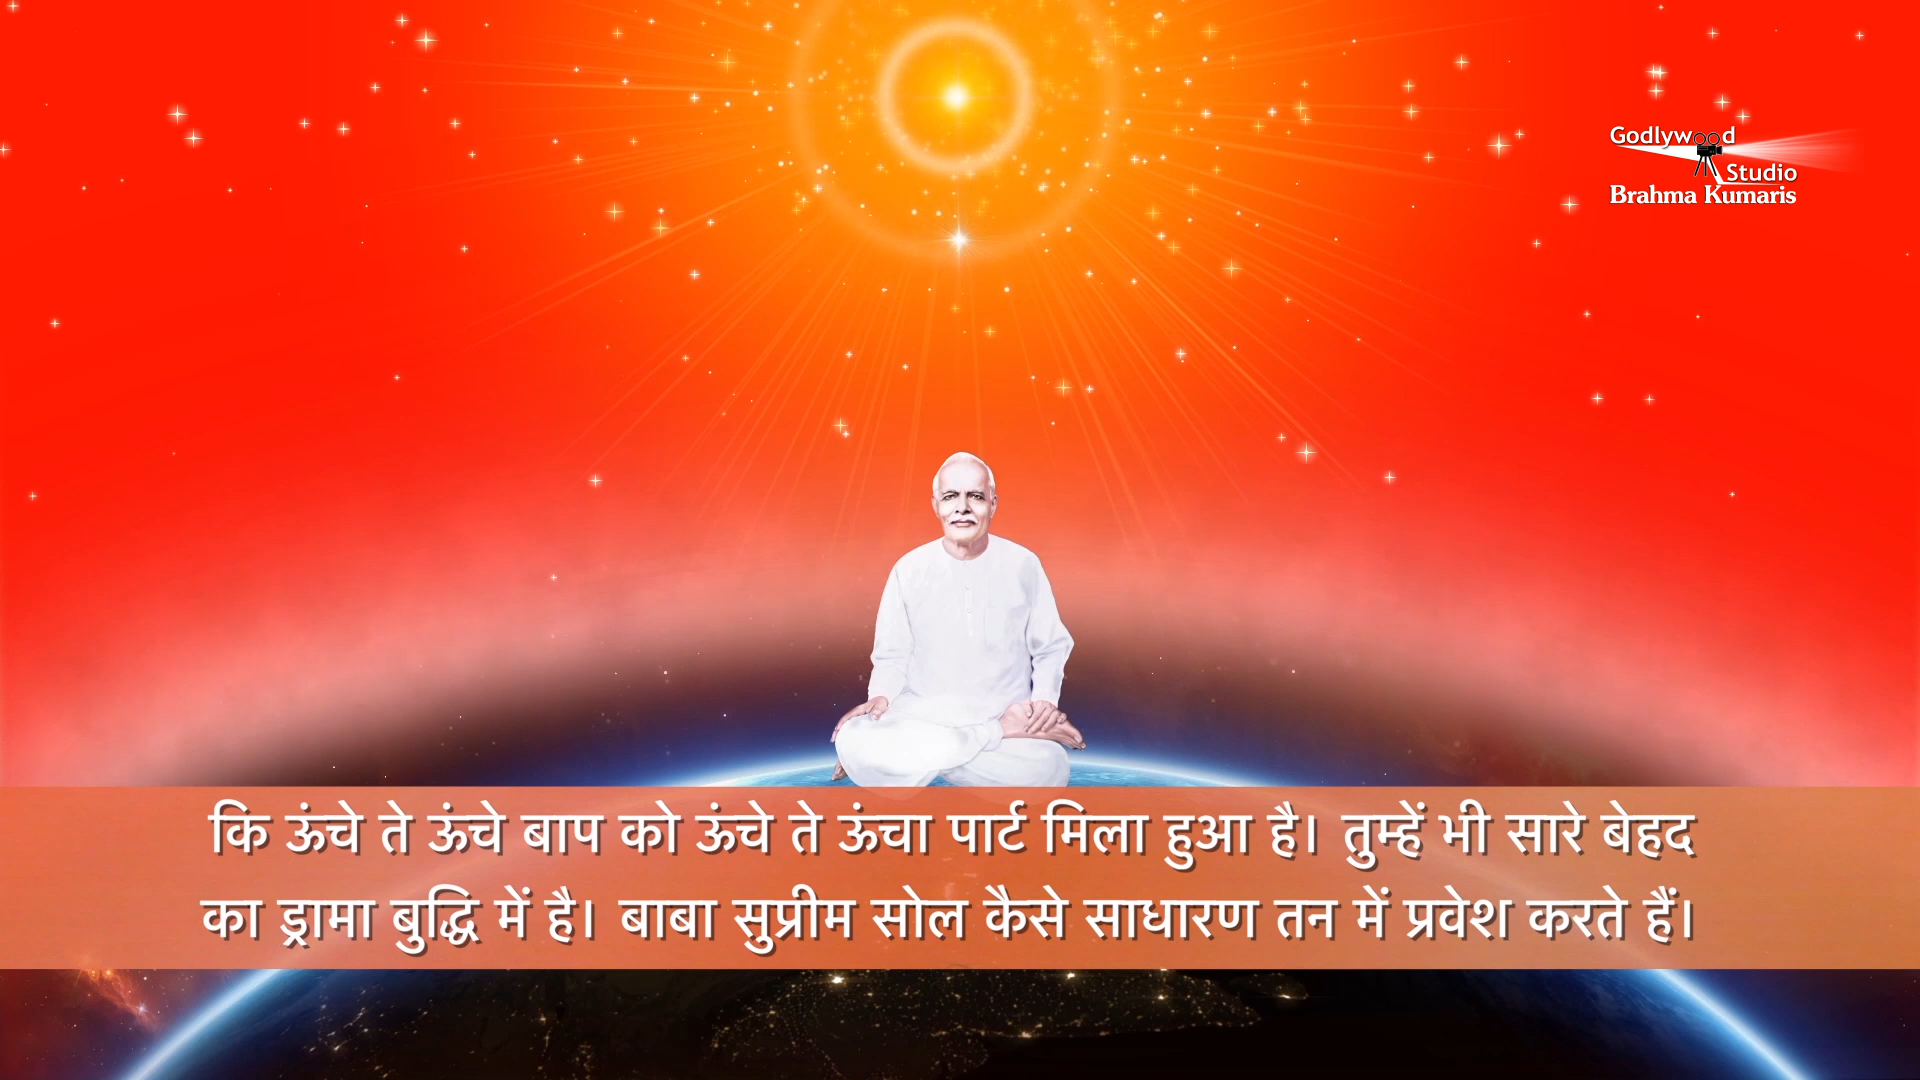 Godlywood
Studio
Brahma Kumaris
कि ऊंचे ते ऊंचे बाप को ऊंचे ते ऊंचा पार्ट मिला हुआ है। तुम्हें भी सारे बेहद
का ड्रामा बुद्धि में है। बाबा सुप्रीम सोल कैसे साधारण तन में प्रवेश करते हैं।